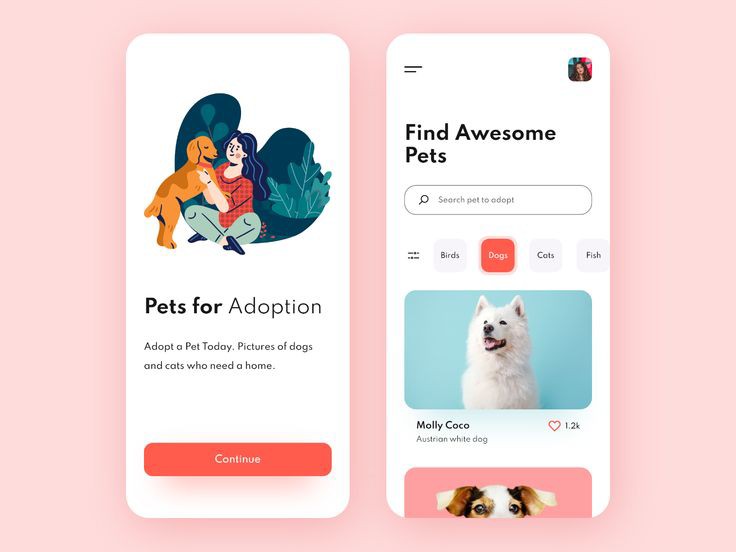 Pets for Adoption
Adopt a Pet Today. Pictures of dogs
and cats who need a home.
Continue
Find Awesome
Pets
Search pet to adopt
Birds
Dogs
Cats
Fish
Molly Coco
1.2k
Austrian white dog